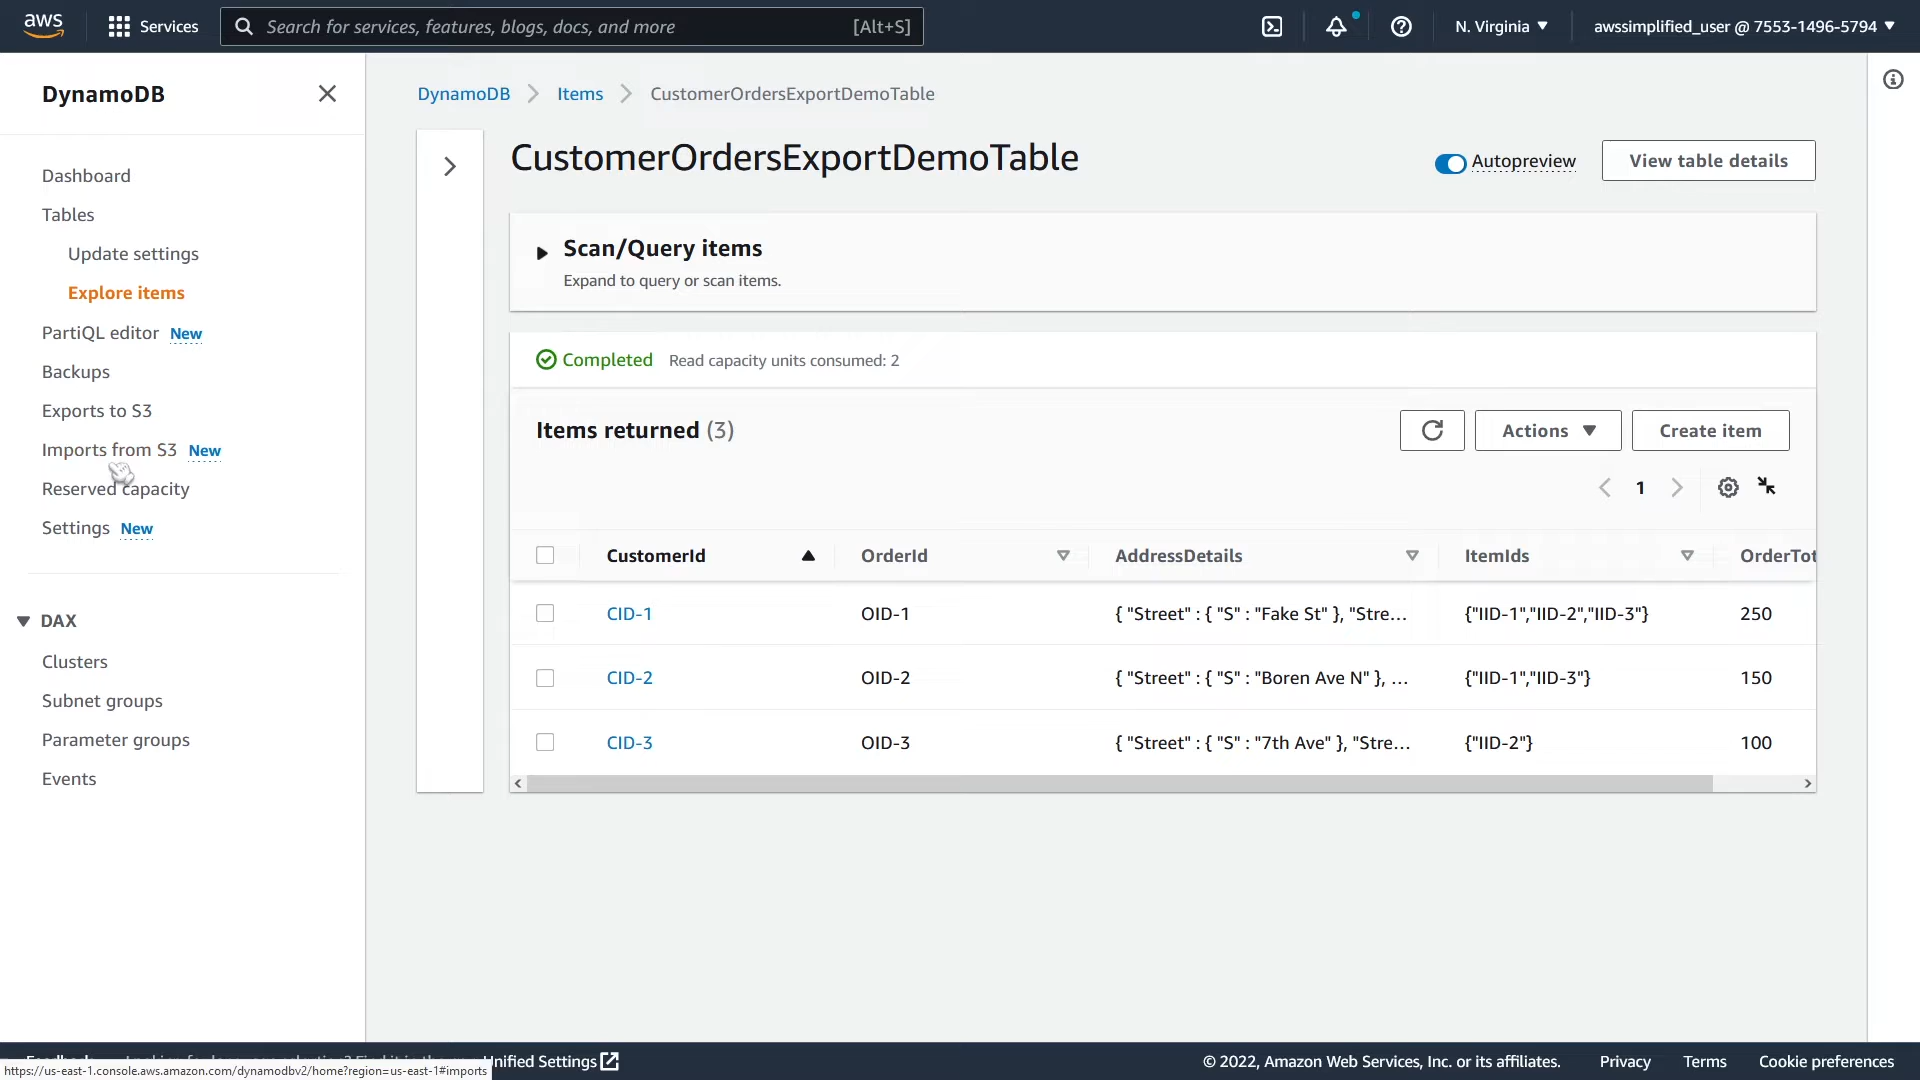 aws
Services
Search for services, features, blogs, docs, and more
[Alt+S]
N. Virginia
awssimplified_user @ 7553-1496-5794
DynamoDB
Dashboard
Tables
Update settings
Explore items
PartiQL editor New
Backups
Exports to S3
Imports from S3 New
Reserved capacity
Settings New
DAX
Clusters
Subnet groups
Parameter groups
Events
DynamoDB Items CustomerOrdersExportDemoTable
CustomerOrdersExportDemoTable
Autopreview
View table details
Scan/Query items
Expand to query or scan items.
Completed Read capacity units consumed: 2
Items returned (3)
Actions
Create item
1
CustomerId OrderId AddressDetails ItemIds OrderTot
CID-1 OID-1 { "Street" : { "S" : "Fake St" }, "Stre... {"IID-1","IID-2","IID-3"} 250
CID-2 OID-2 { "Street" : { "S" : "Boren Ave N" }, ... {"IID-1","IID-3"} 150
CID-3 OID-3 { "Street" : { "S" : "7th Ave" }, "Stre... {"IID-2"} 100
Unified Settings
© 2022, Amazon Web Services, Inc. or its affiliates. Privacy Terms Cookie preferences
https://us-east-1.console.aws.amazon.com/dynamodbv2/home?region=us-east-1#imports